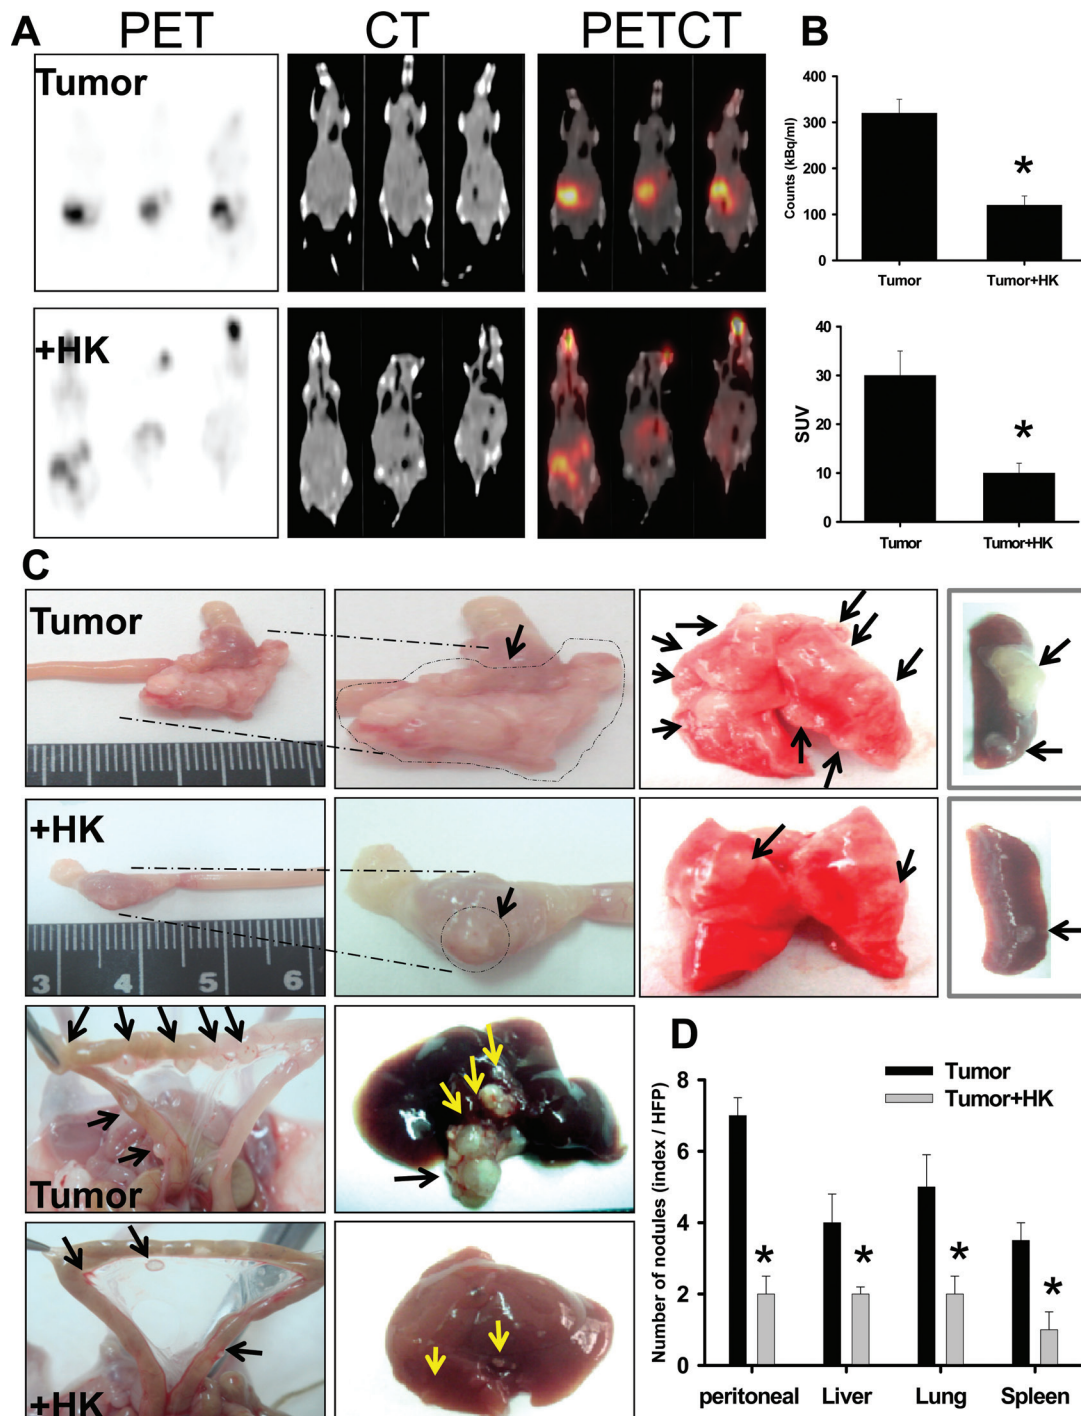 A
PET
CT
PETCT
B
Tumor
+HK
Counts (kBq/ml)
400
300
200
100
0
Tumor
Tumor+HK
SUV
40
30
20
10
0
Tumor
Tumor+HK
*
*
C
Tumor
+HK
3 4 5 6
Tumor
+HK
D
Tumor
Tumor+HK
Number of nodules (index / HFP)
8
6
4
2
0
* * * *
peritoneal Liver Lung Spleen